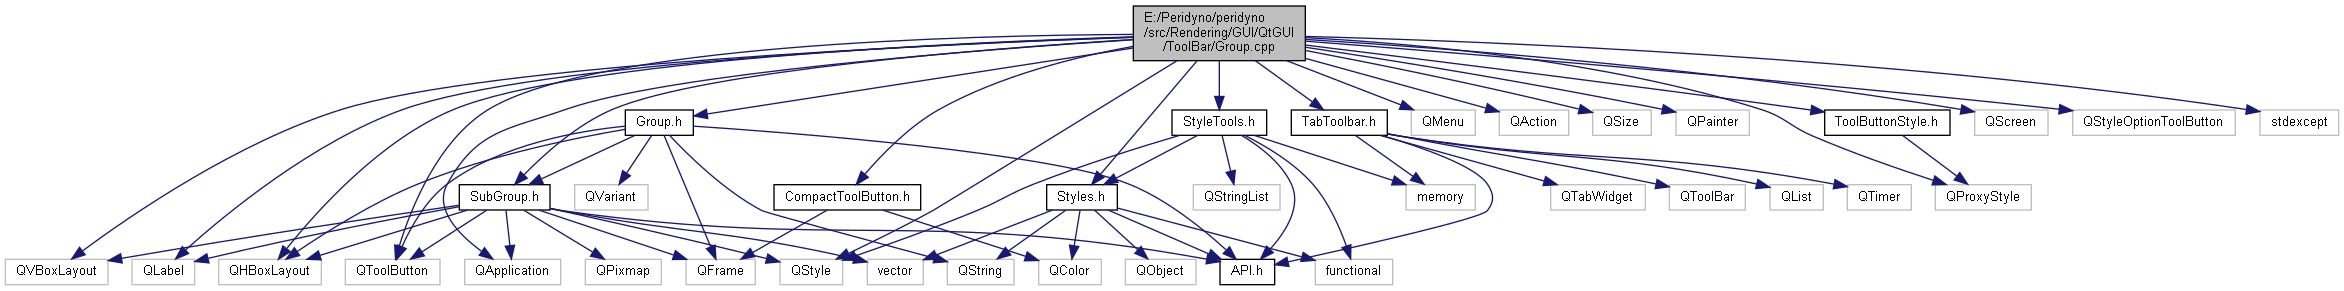 E:/Peridyno/peridyno
/src/Rendering/GUI/QtGUI
/ToolBar/Group.cpp
Group.h
StyleTools.h
TabToolbar.h
QMenu
QAction
QSize
QPainter
ToolButtonStyle.h
QScreen
QStyleOptionToolButton
stdexcept
SubGroup.h
QVariant
CompactToolButton.h
Styles.h
QStringList
memory
QTabWidget
QToolBar
QList
QTimer
QProxyStyle
QVBoxLayout
QLabel
QHBoxLayout
QToolButton
QApplication
QPixmap
QFrame
QStyle
vector
QString
QColor
QObject
API.h
functional